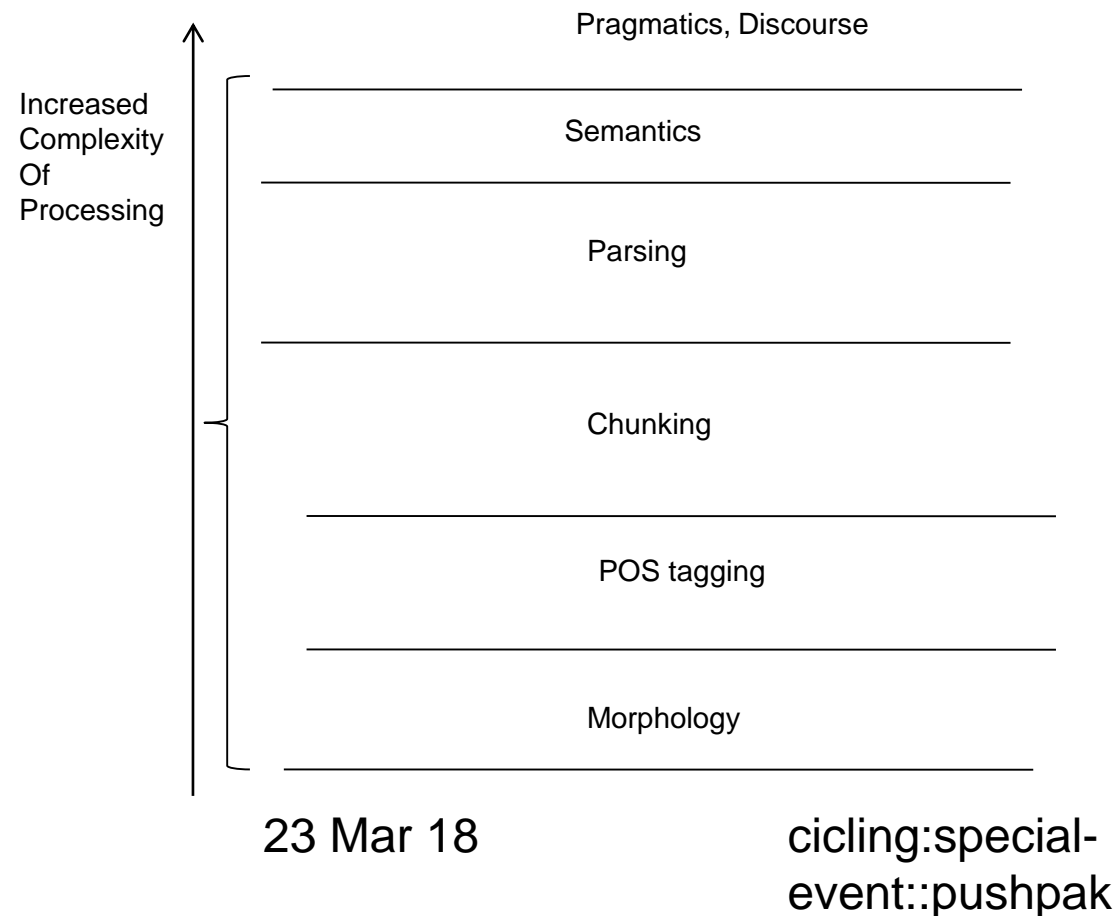 Pragmatics, Discourse
Increased
Complexity
Of
Processing
Semantics
Parsing
Chunking
POS tagging
Morphology
23 Mar 18
cicling:special-
event::pushpak